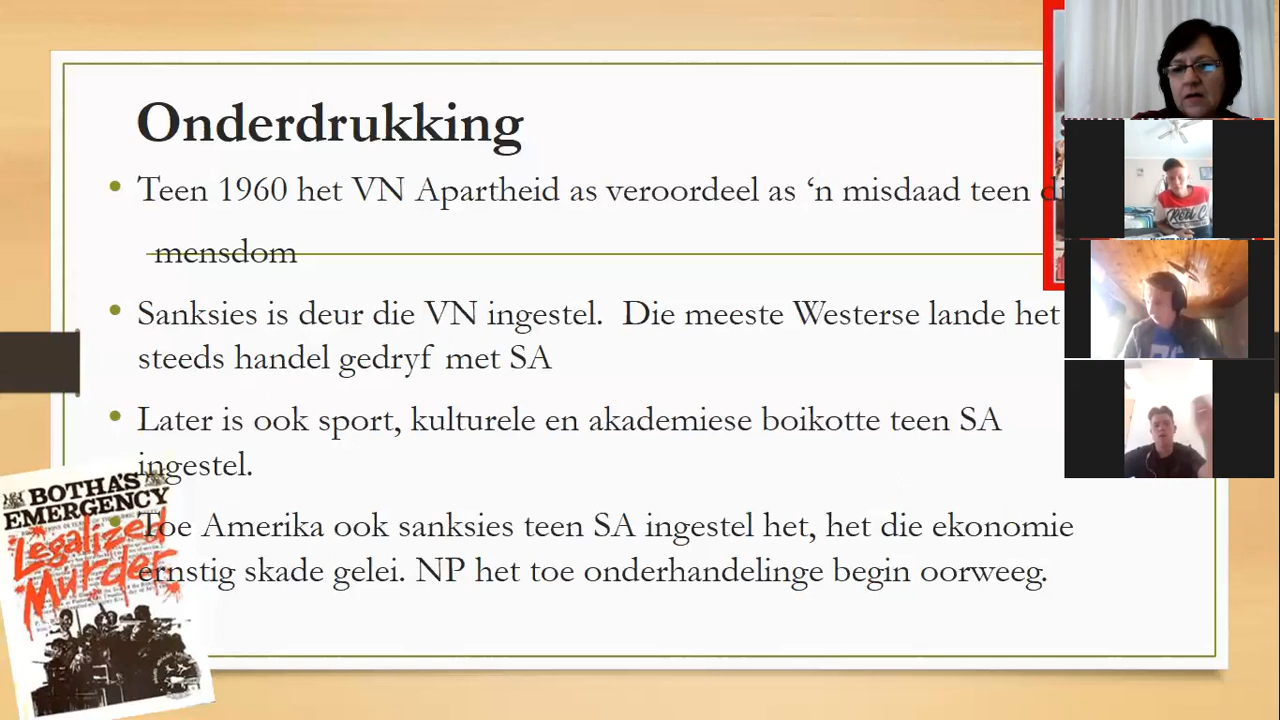 Onderdrukking
• Teen 1960 het VN Apartheid as veroordeel as ‘n misdaad teen
mensdom
• Sanksies is deur die VN ingestel. Die meeste Westerse lande het
steeds handel gedryf met SA
• Later is ook sport, kulturele en akademiese boikotte teen SA
ingestel.
• Toe Amerika ook sanksies teen SA ingestel het, het die ekonomie
ernstig skade gelei. NP het toe onderhandelinge begin oorweeg.
BOTHA'S
EMERGENCY
Legalized
Murder